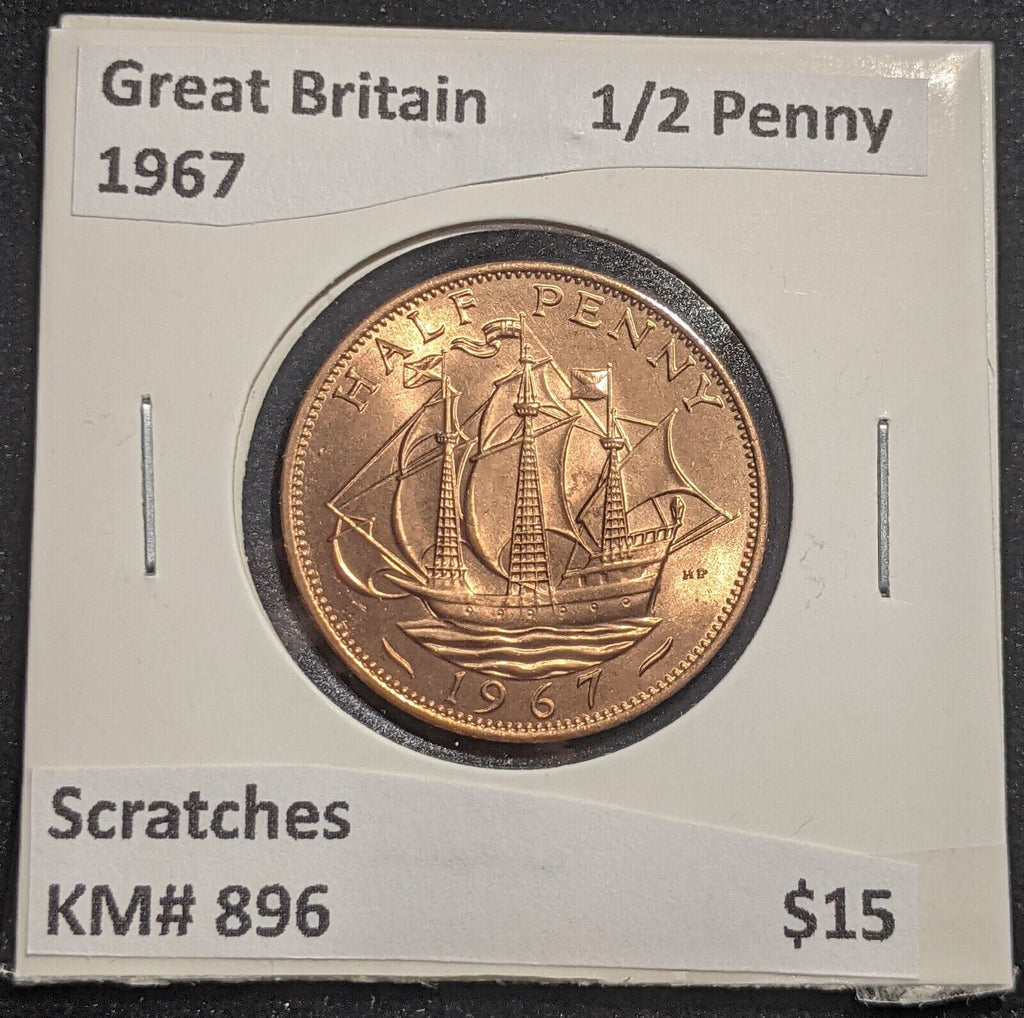 Great Britain 1/2 Penny
1967
HALF PENNY
HP
1967
Scratches
KM# 896 $15